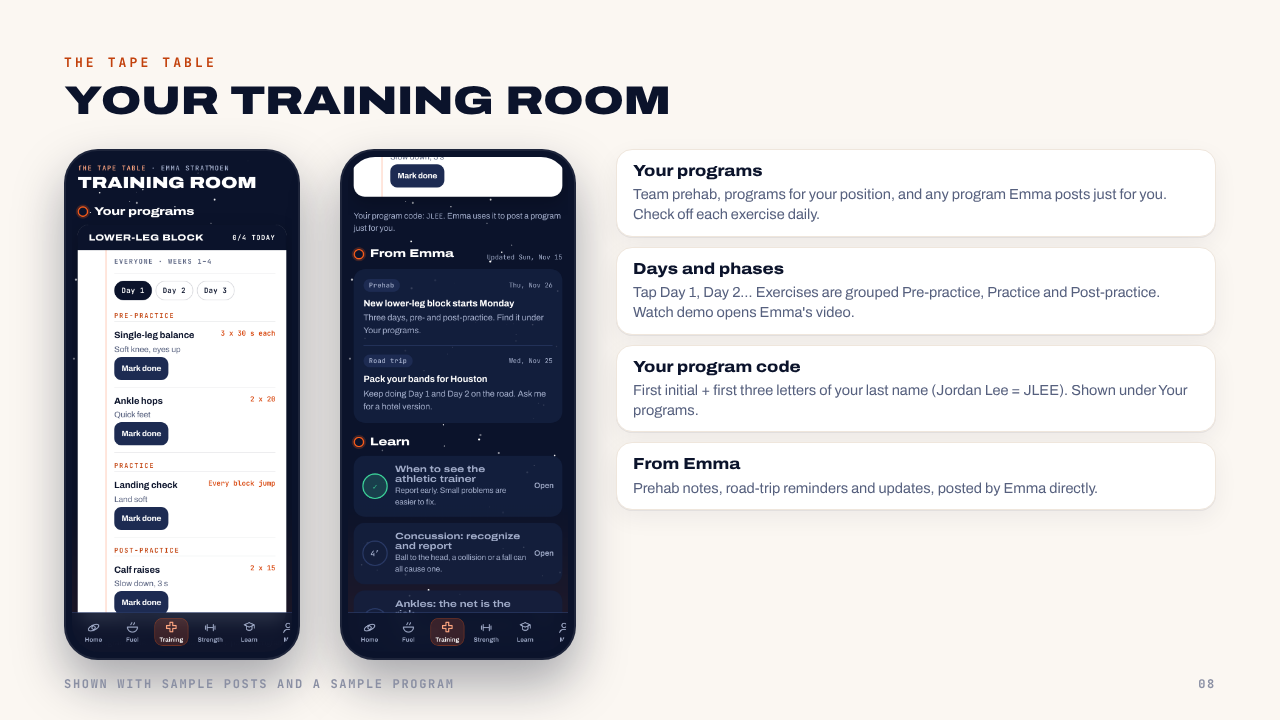 THE TAPE TABLE
YOUR TRAINING ROOM
THE TAPE TABLE · EMMA STRATMOEN
TRAINING ROOM
Your programs
LOWER-LEG BLOCK 0/4 TODAY
EVERYONE · WEEKS 1–4
Day 1 Day 2 Day 3
PRE-PRACTICE
Single-leg balance 3 x 30 s each
Soft knee, eyes up
Mark done
Ankle hops 2 x 20
Quick feet
Mark done
PRACTICE
Landing check Every block jump
Land soft
Mark done
POST-PRACTICE
Calf raises 2 x 15
Slow down, 3 s
Mark done
Home Fuel Training Strength Learn
Slow down, 3 s
Mark done
Your program code: JLEE. Emma uses it to post a program
just for you.
From Emma Updated Sun, Nov 15
Prehab Thu, Nov 26
New lower-leg block starts Monday
Three days, pre- and post-practice. Find it under
Your programs.
Road trip Wed, Nov 25
Pack your bands for Houston
Keep doing Day 1 and Day 2 on the road. Ask me
for a hotel version.
Learn
When to see the
athletic trainer
Report early. Small problems are
easier to fix.
Open
✓
Concussion: recognize
and report
Ball to the head, a collision or a fall can
all cause one.
Open
4′
Ankles: the net is the
Home Fuel Training Strength Learn
Your programs
Team prehab, programs for your position, and any program Emma posts just for you.
Check off each exercise daily.
Days and phases
Tap Day 1, Day 2... Exercises are grouped Pre-practice, Practice and Post-practice.
Watch demo opens Emma's video.
Your program code
First initial + first three letters of your last name (Jordan Lee = JLEE). Shown under Your
programs.
From Emma
Prehab notes, road-trip reminders and updates, posted by Emma directly.
SHOWN WITH SAMPLE POSTS AND A SAMPLE PROGRAM
08